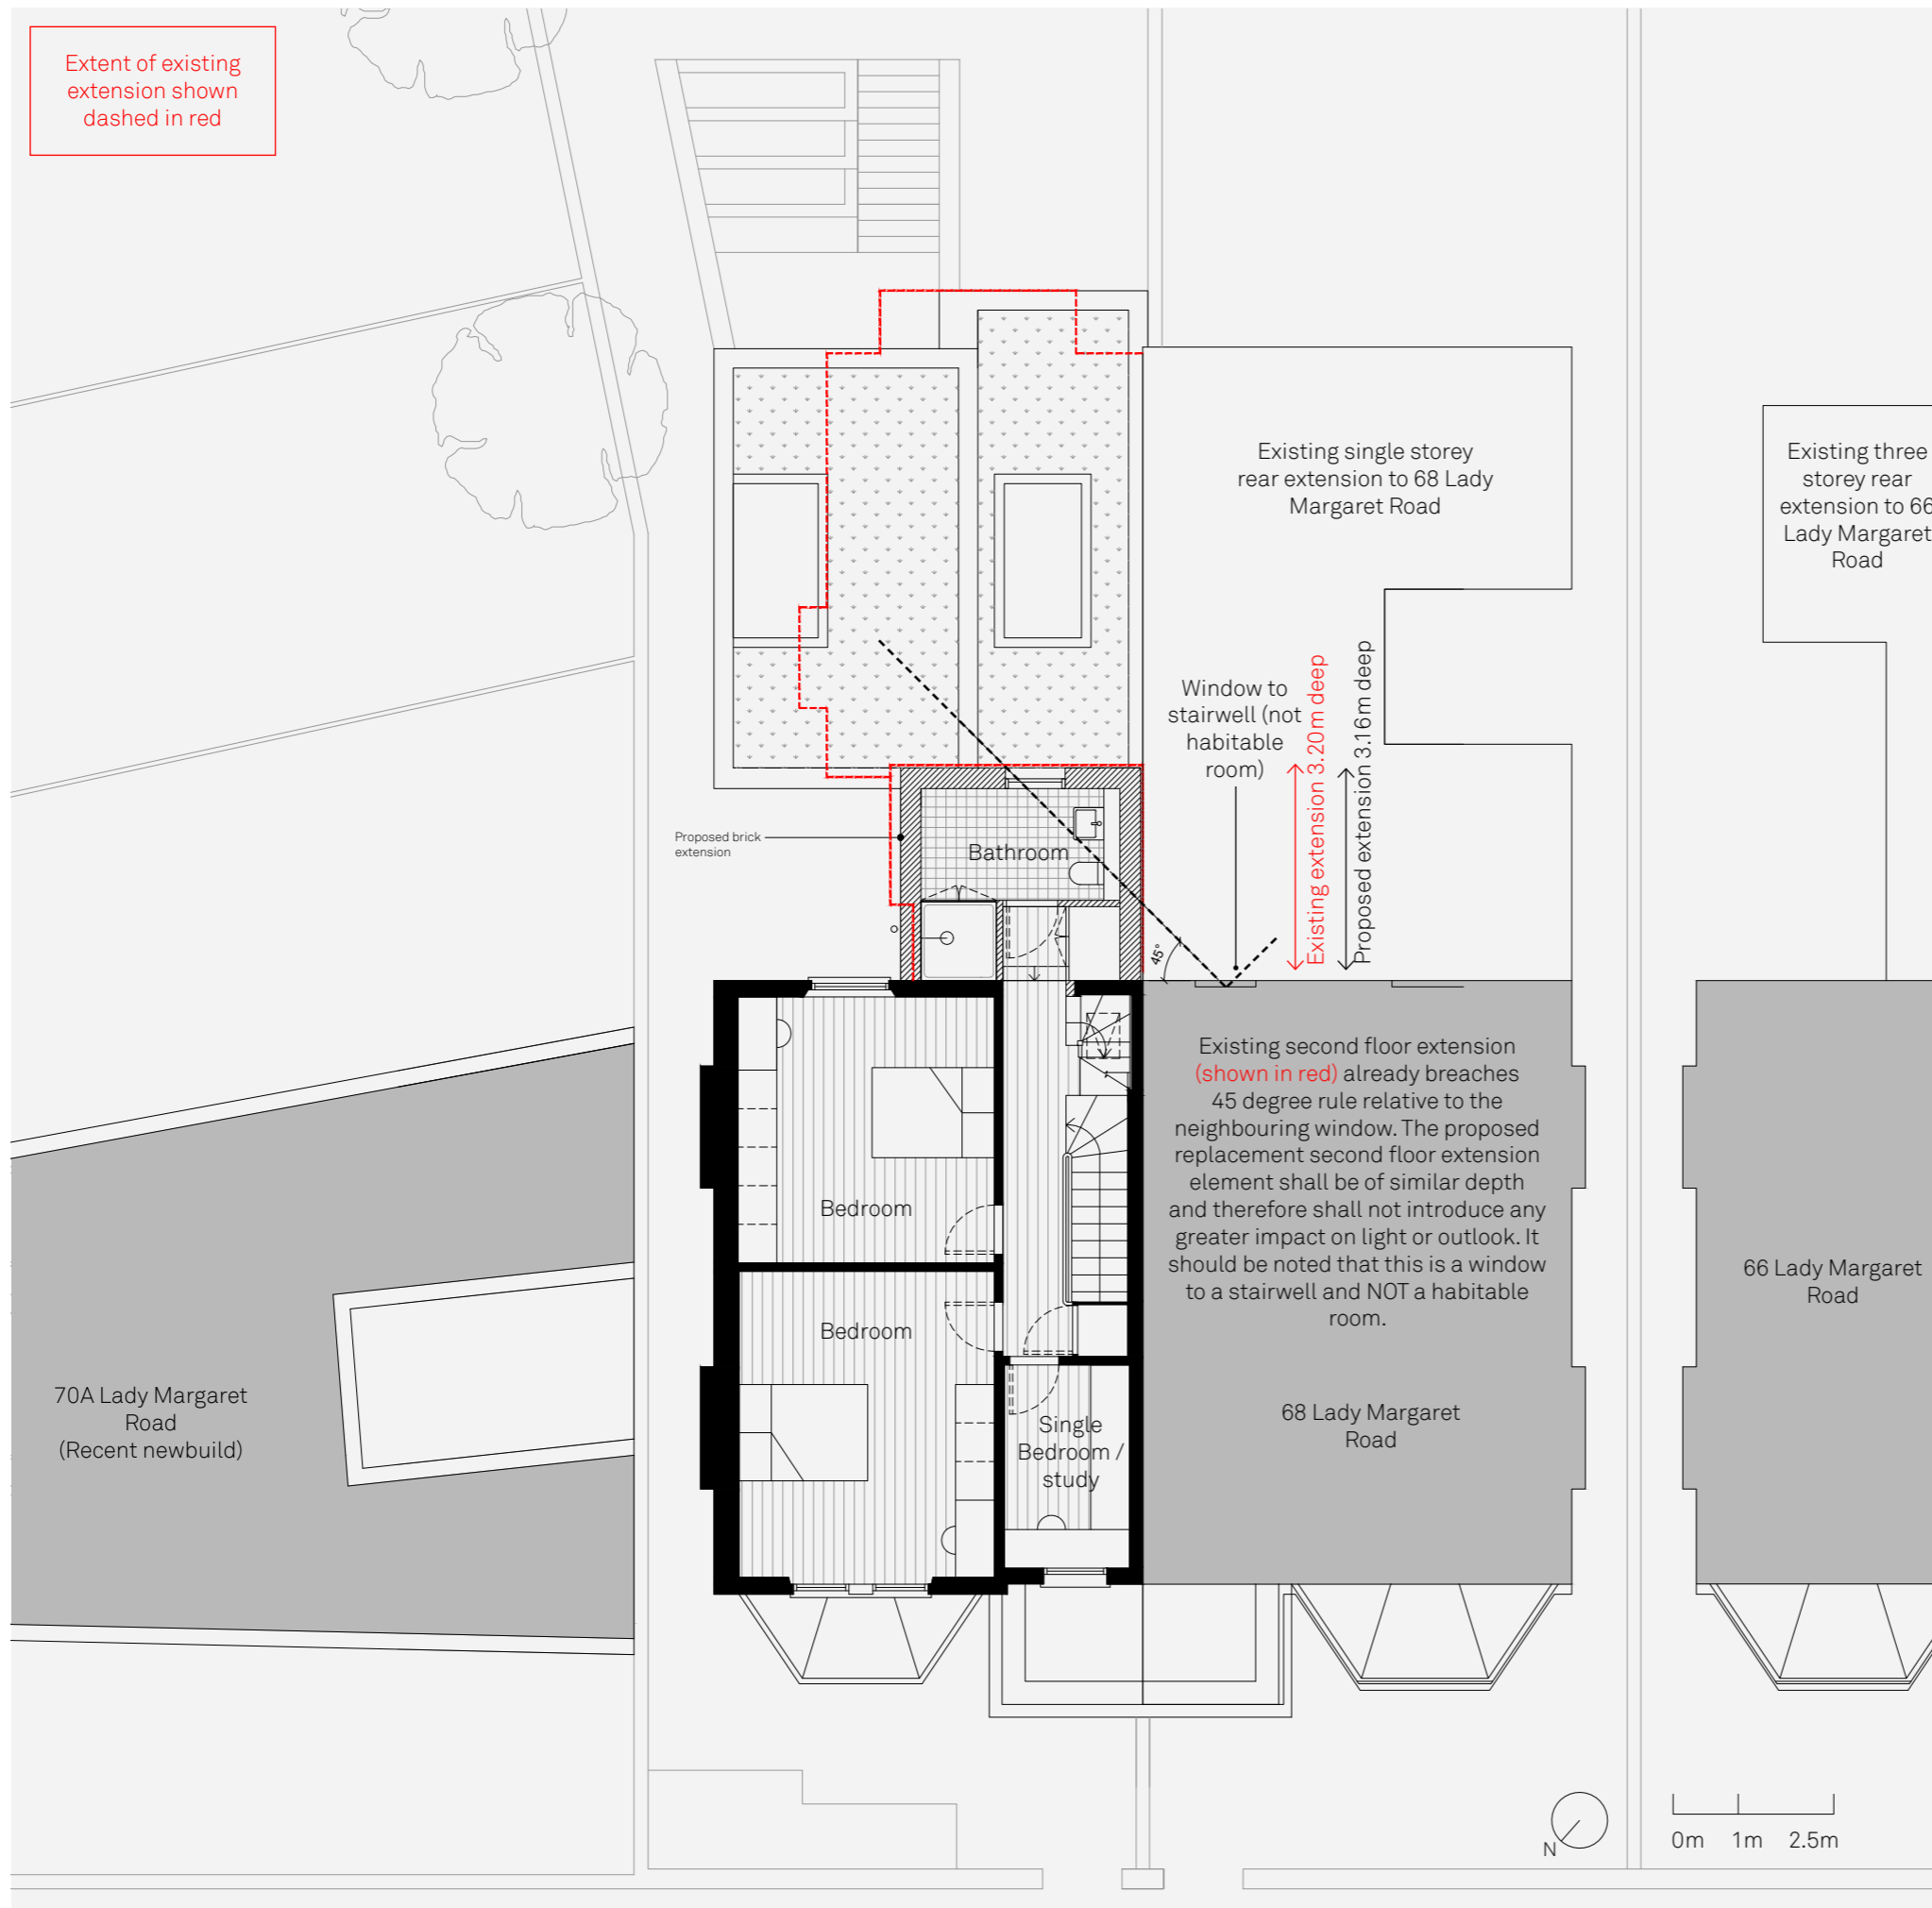 Extent of existing
extension shown
dashed in red
Existing single storey
rear extension to 68 Lady
Margaret Road
Existing three
storey rear
extension to 66
Lady Margaret
Road
Window to
stairwell (not
habitable
room)
Existing extension 3.20m deep
Proposed extension 3.16m deep
Proposed brick
extension
Bathroom
45°
Existing second floor extension
(shown in red) already breaches
45 degree rule relative to the
neighbouring window. The proposed
replacement second floor extension
element shall be of similar depth
and therefore shall not introduce any
greater impact on light or outlook. It
should be noted that this is a window
to a stairwell and NOT a habitable
room.
Bedroom
66 Lady Margaret
Road
Bedroom
70A Lady Margaret
Road
(Recent newbuild)
Single
Bedroom /
study
68 Lady Margaret
Road
N
0m 1m 2.5m